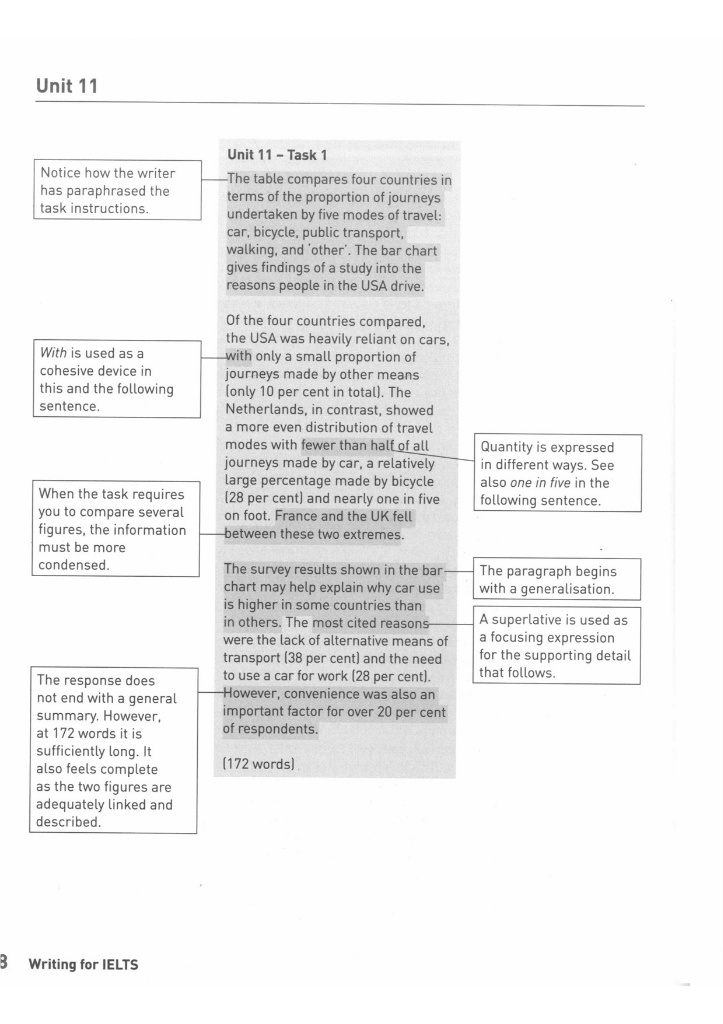 Unit 11
Notice how the writer
has paraphrased the
task instructions.
With is used as a
cohesive device in
this and the following
sentence.
When the task requires
you to compare several
figures, the information
must be more
condensed.
The response does
not end with a general
summary. However,
at 172 words it is
sufficiently long. It
also feels complete
as the two figures are
adequately linked and
described.
Unit 11 – Task 1
The table compares four countries in
terms of the proportion of journeys
undertaken by five modes of travel:
car, bicycle, public transport,
walking, and 'other'. The bar chart
gives findings of a study into the
reasons people in the USA drive.
Of the four countries compared,
the USA was heavily reliant on cars,
with only a small proportion of
journeys made by other means
(only 10 per cent in total). The
Netherlands, in contrast, showed
a more even distribution of travel
modes with fewer than half of all
journeys made by car, a relatively
large percentage made by bicycle
(28 per cent) and nearly one in five
on foot. France and the UK fell
between these two extremes.
The survey results shown in the bar
chart may help explain why car use
is higher in some countries than
in others. The most cited reasons
were the lack of alternative means of
transport (38 per cent) and the need
to use a car for work (28 per cent).
However, convenience was also an
important factor for over 20 per cent
of respondents.
(172 words)
Quantity is expressed
in different ways. See
also one in five in the
following sentence.
The paragraph begins
with a generalisation.
A superlative is used as
a focusing expression
for the supporting detail
that follows.
8 Writing for IELTS